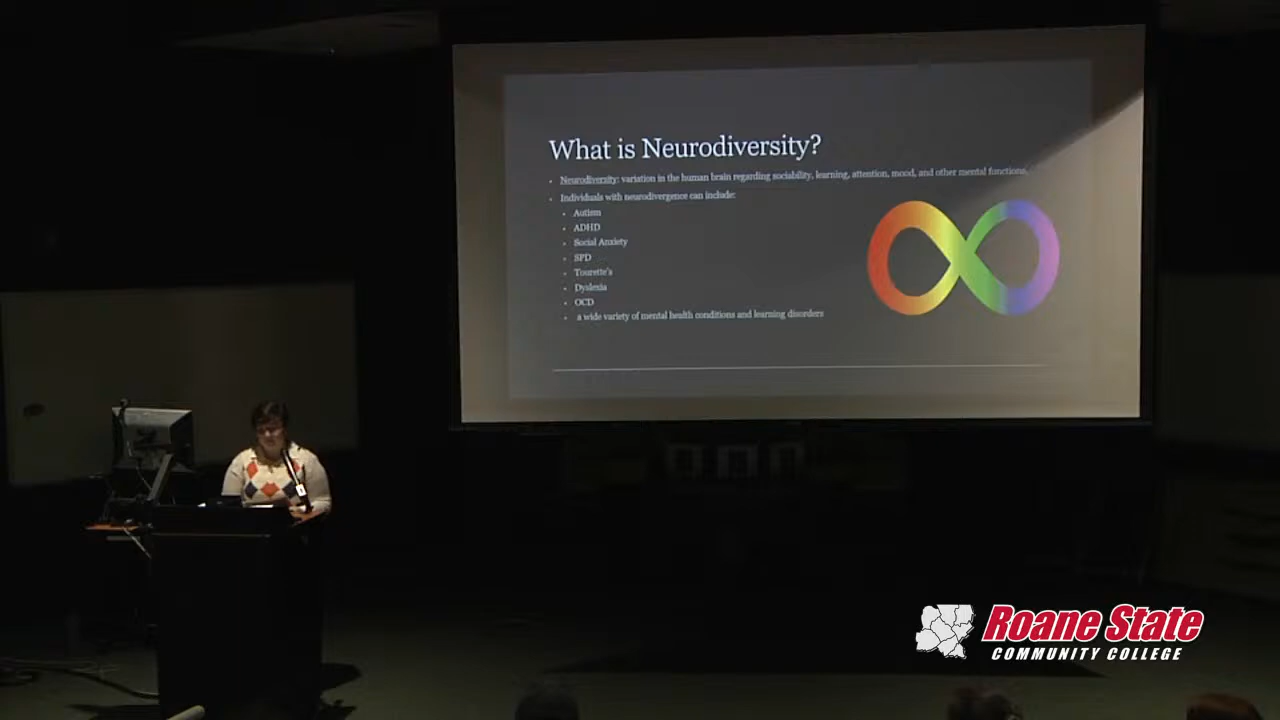 What is Neurodiversity?
Neurodiversity: variation in the human brain regarding sociability, learning, attention, mood, and other mental functions.
Individuals with neurodivergence can include:
Autism
ADHD
Social Anxiety
SPD
Tourette's
Dyslexia
OCD
a wide variety of mental health conditions and learning disorders
Roane State
COMMUNITY COLLEGE